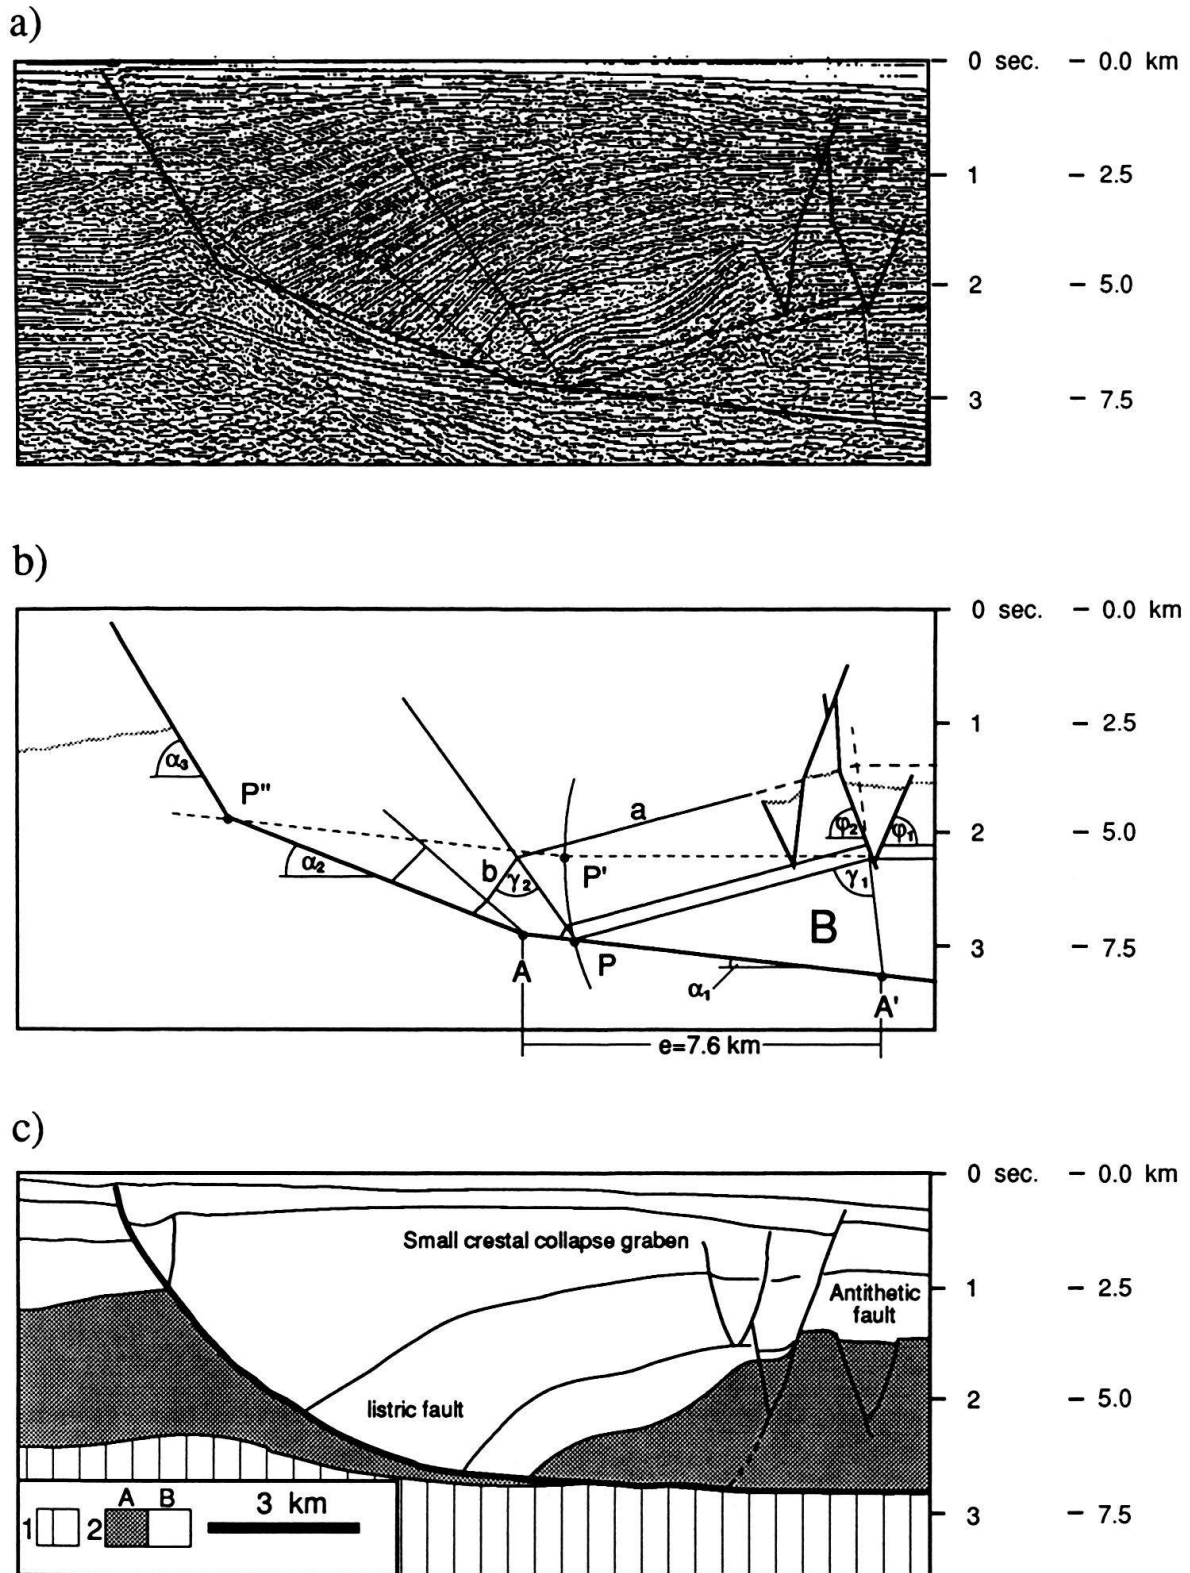 a)
0 sec. – 0.0 km
1 – 2.5
2 – 5.0
3 – 7.5
b)
0 sec. – 0.0 km
1 – 2.5
2 – 5.0
3 – 7.5
α₃
P"
a
φ₂
φ₁
α₂
b
γ₂
P'
γ₁
B
A
P
α₁
A'
e=7.6 km
c)
0 sec. – 0.0 km
1 – 2.5
2 – 5.0
3 – 7.5
Small crestal collapse graben
Antithetic
fault
listric fault
A B
1 2
3 km